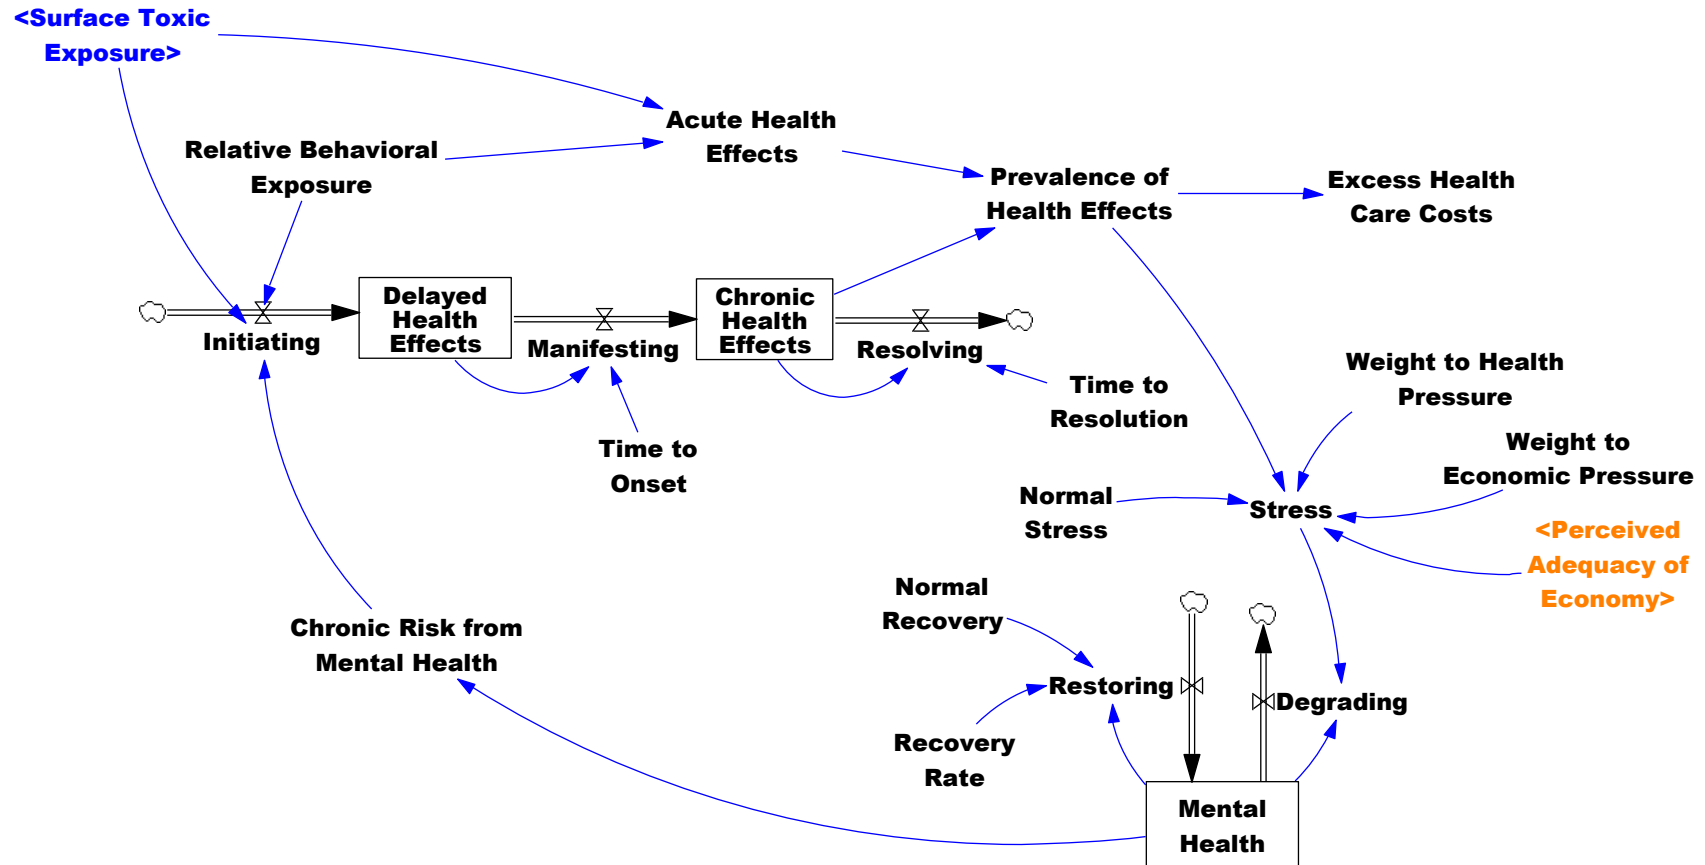 <Surface Toxic
Exposure>
Acute Health
Effects
Relative Behavioral
Exposure
Prevalence of
Health Effects
Excess Health
Care Costs
Delayed
Health
Effects
Chronic
Health
Effects
Initiating
Manifesting
Resolving
Time to
Resolution
Weight to Health
Pressure
Time to
Onset
Weight to
Economic Pressure
Normal
Stress
Stress
<Perceived
Adequacy of
Economy>
Normal
Recovery
Chronic Risk from
Mental Health
Restoring
Degrading
Recovery
Rate
Mental
Health